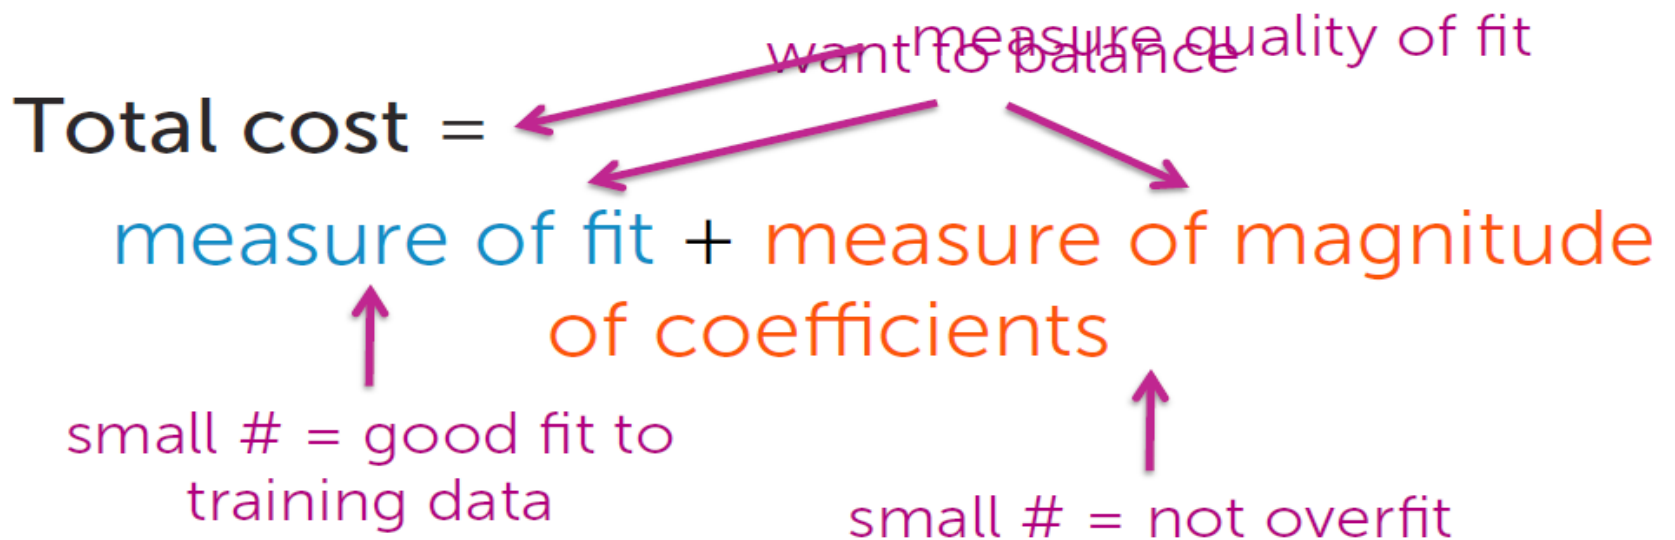 measure quality of fit
want to balance
Total cost =
measure of fit + measure of magnitude
of coefficients
small # = good fit to
training data
small # = not overfit